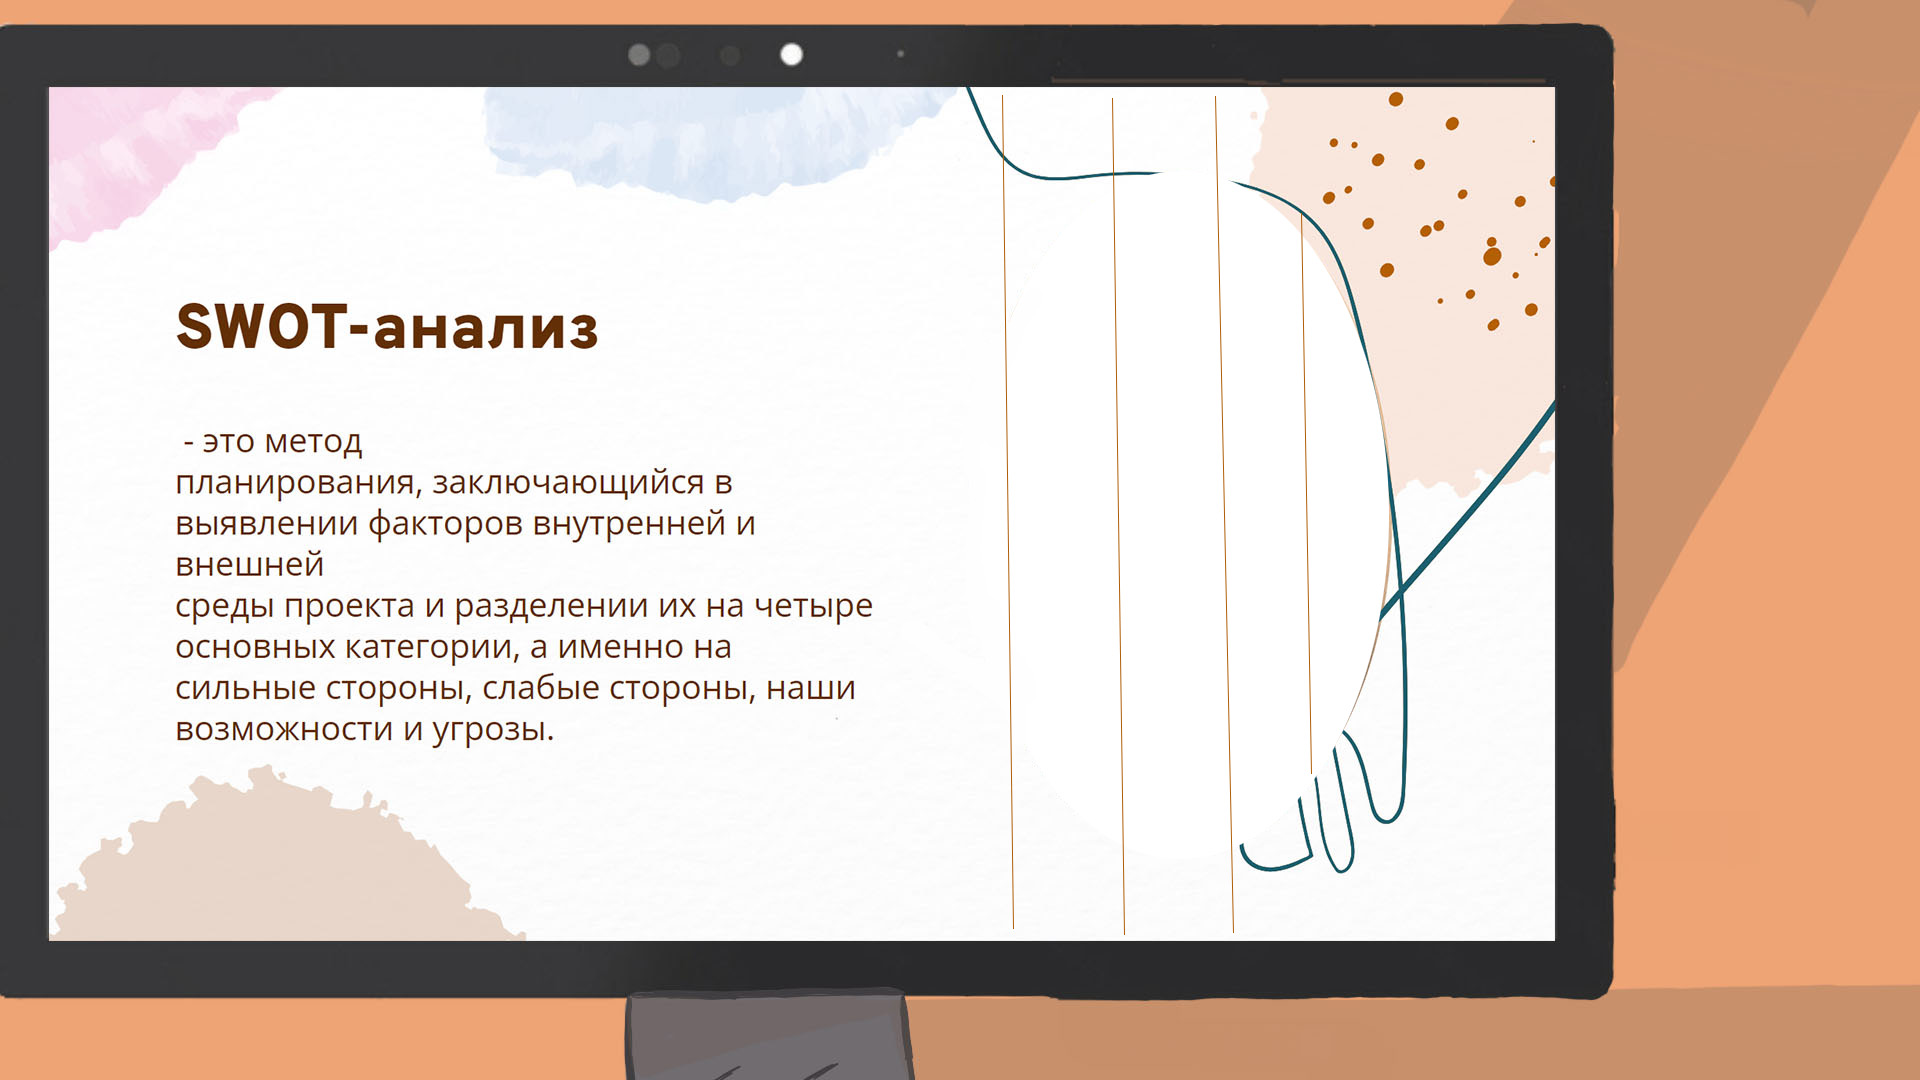 SWOT-анализ
- это метод
планирования, заключающийся в
выявлении факторов внутренней и
внешней
среды проекта и разделении их на четыре
основных категории, а именно на
сильные стороны, слабые стороны, наши
возможности и угрозы.